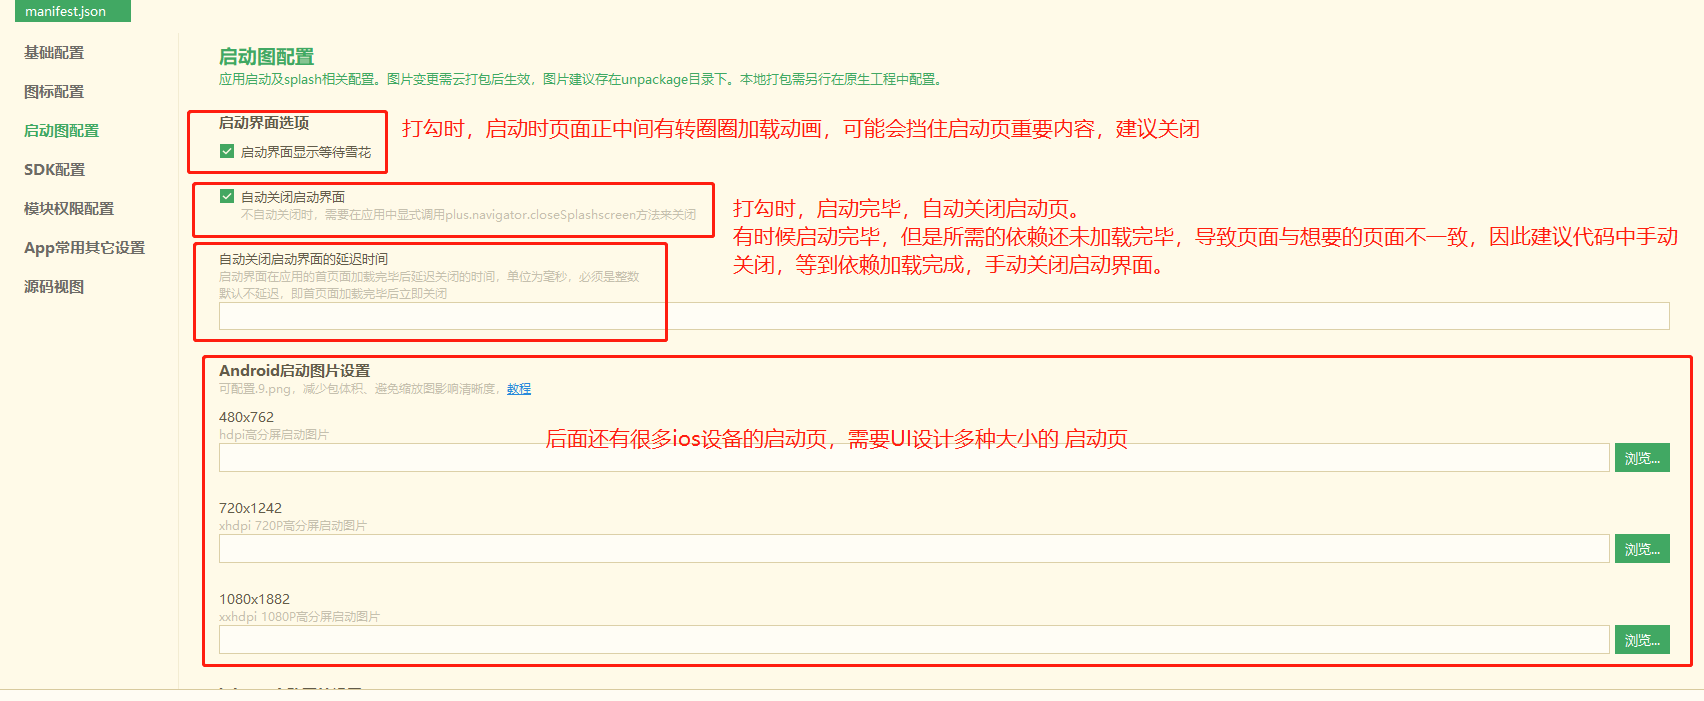 manifest.json
基础配置
图标配置
启动图配置
SDK配置
模块权限配置
App常用其它设置
源码视图
启动图配置
应用启动及splash相关配置。图片变更需云打包后生效，图片建议存在unpackage目录下。本地打包需另行在原生工程中配置。
启动界面选项
打勾时，启动时页面正中间有转圈圈加载动画，可能会挡住启动页重要内容，建议关闭
启动界面显示等待雪花
自动关闭启动界面
不自动关闭时，需要在应用中显式调用plus.navigator.closeSplashscreen方法来关闭
打勾时，启动完毕，自动关闭启动页。
有时候启动完毕，但是所需的依赖还未加载完毕，导致页面与想要的页面不一致，因此建议代码中手动
关闭，等到依赖加载完成，手动关闭启动界面。
自动关闭启动界面的延迟时间
启动界面在应用的首页面加载完毕后延迟关闭的时间，单位为毫秒，必须是整数
默认不延迟，即首页面加载完毕后立即关闭
Android启动图片设置
可配置.9.png，减少包体积、避免缩放图影响清晰度，教程
480x762
hdpi高分屏启动图片
后面还有很多ios设备的启动页，需要UI设计多种大小的 启动页
浏览...
720x1242
xhdpi 720P高分屏启动图片
浏览...
1080x1882
xxhdpi 1080P高分屏启动图片
浏览...